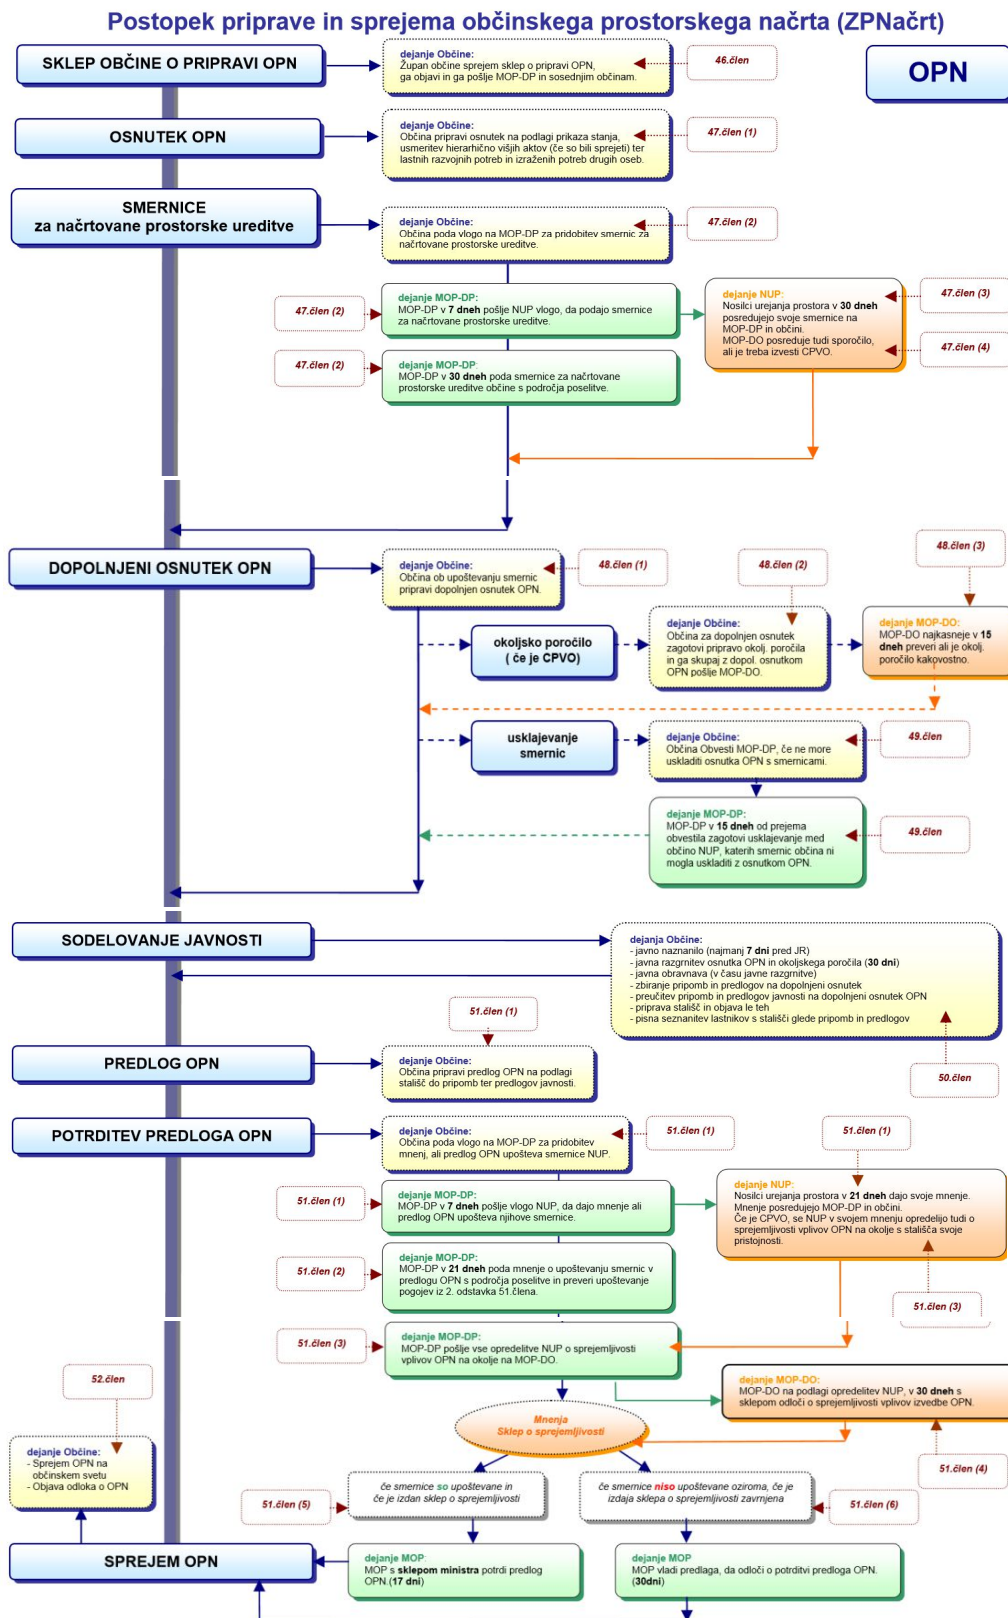 Postopek priprave in sprejema občinskega prostorskega načrta (ZPNačrt)
SKLEP OBČINE O PRIPRAVI OPN
dejanje Občine:
Župan občine sprejem sklep o pripravi OPN,
ga objavi in ga pošlje MOP-DP in sosednjim občinam.
46.člen
OPN
OSNUTEK OPN
dejanje Občine:
Občina pripravi osnutek na podlagi prikaza stanja,
usmeritev hierarhično višjih aktov (če so bili sprejeti) ter
lastnih razvojnih potreb in izraženih potreb drugih oseb.
47.člen (1)
SMERNICE
za načrtovane prostorske ureditve
dejanje Občine:
Občina poda vlogo na MOP-DP za pridobitev smernic za
načrtovane prostorske ureditve.
47.člen (2)
47.člen (2)
dejanje MOP-DP:
MOP-DP v 7 dneh pošlje NUP vlogo, da podajo smernice
za načrtovane prostorske ureditve.
dejanje NUP:
Nosilci urejanja prostora v 30 dneh
posredujejo svoje smernice na
MOP-DP in občini.
MOP-DO posreduje tudi sporočilo,
ali je treba izvesti CPVO.
47.člen (3)
47.člen (4)
47.člen (2)
dejanje MOP-DP:
MOP-DP v 30 dneh poda smernice za načrtovane
prostorske ureditve občine s področja poselitve.
DOPOLNJENI OSNUTEK OPN
dejanje Občine:
Občina ob upoštevanju smernic
pripravi dopolnjen osnutek OPN.
48.člen (1)
48.člen (2)
48.člen (3)
okoljsko poročilo
( če je CPVO)
dejanje Občine:
Občina za dopolnjen osnutek
zagotovi pripravo okolj. poročila
in ga skupaj z dopol. osnutkom
OPN pošlje MOP-DO.
dejanje MOP-DO:
MOP-DO najkasneje v 15
dneh preveri ali je okolj.
poročilo kakovostno.
usklajevanje
smernic
dejanje Občine:
Občina Obvesti MOP-DP, če ne more
uskladiti osnutka OPN s smernicami.
49.člen
dejanje MOP-DP:
MOP-DP v 15 dneh od prejema
obvestila zagotovi usklajevanje med
občino NUP, katerih smernic občina ni
mogla uskladiti z osnutkom OPN.
49.člen
SODELOVANJE JAVNOSTI
dejanja Občine:
- javno naznanilo (najmanj 7 dni pred JR)
- javna razgrnitev osnutka OPN in okoljskega poročila (30 dni)
- javna obravnava (v času javne razgrnitve)
- zbiranje pripomb in predlogov na dopolnjeni osnutek
- preučitev pripomb in predlogov javnosti na dopolnjeni osnutek OPN
- priprava stališč in objava le teh
- pisna seznanitev lastnikov s stališči glede pripomb in predlogov
50.člen
51.člen (1)
PREDLOG OPN
dejanje Občine:
Občina pripravi predlog OPN na podlagi
stališč do pripomb ter predlogov javnosti.
POTRDITEV PREDLOGA OPN
dejanje Občine:
Občina poda vlogo na MOP-DP za pridobitev
mnenj, ali predlog OPN upošteva smernice NUP.
51.člen (1)
51.člen (1)
51.člen (1)
dejanje MOP-DP:
MOP-DP v 7 dneh pošlje vlogo NUP, da dajo mnenje ali
predlog OPN upošteva njihove smernice.
dejanje NUP:
Nosilci urejanja prostora v 21 dneh dajo svoje mnenje.
Mnenje posredujejo MOP-DP in občini.
Če je CPVO, se NUP v svojem mnenju opredelijo tudi o
sprejemljivosti vplivov OPN na okolje s stališča svoje
pristojnosti.
51.člen (2)
dejanje MOP-DP:
MOP-DP v 21 dneh poda mnenje o upoštevanju smernic v
predlogu OPN s področja poselitve in preveri upoštevanje
pogojev iz 2. odstavka 51.člena.
51.člen (3)
51.člen (3)
dejanje MOP-DP:
MOP-DP pošlje vse opredelitve NUP o sprejemljivosti
vplivov OPN na okolje na MOP-DO.
dejanje MOP-DO:
MOP-DO na podlagi opredelitev NUP, v 30 dneh s
sklepom odloči o sprejemljivosti vplivov izvedbe OPN.
51.člen (4)
Mnenja
Sklep o sprejemljivosti
52.člen
dejanje Občine:
- Sprejem OPN na
občinskem svetu
- Objava odloka o OPN
51.člen (5)
če smernice so upoštevane in
če je izdan sklep o sprejemljivosti
če smernice niso upoštevane oziroma, če je
izdaja sklepa o sprejemljivosti zavrnjena
51.člen (6)
SPREJEM OPN
dejanje MOP:
MOP s sklepom ministra potrdi predlog
OPN.(17 dni)
dejanje MOP
MOP vladi predlaga, da odloči o potrditvi predloga OPN.
(30dni)